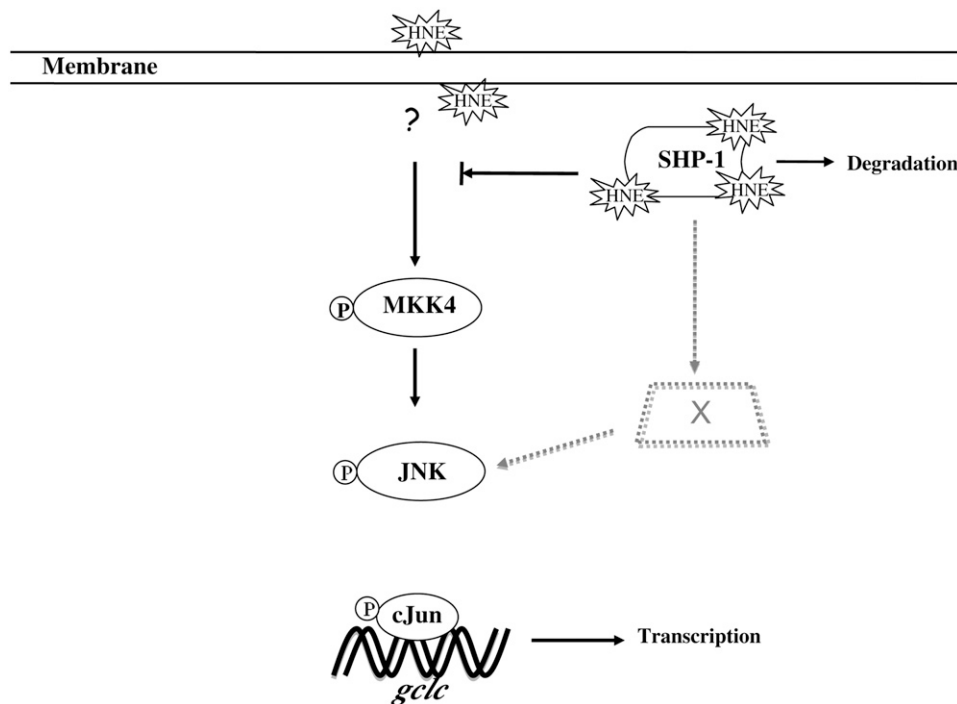 HNE
Membrane
HNE
?
HNE
SHP-1
Degradation
HNE
HNE
P
MKK4
X
P
JNK
P
cJun
Transcription
gclc